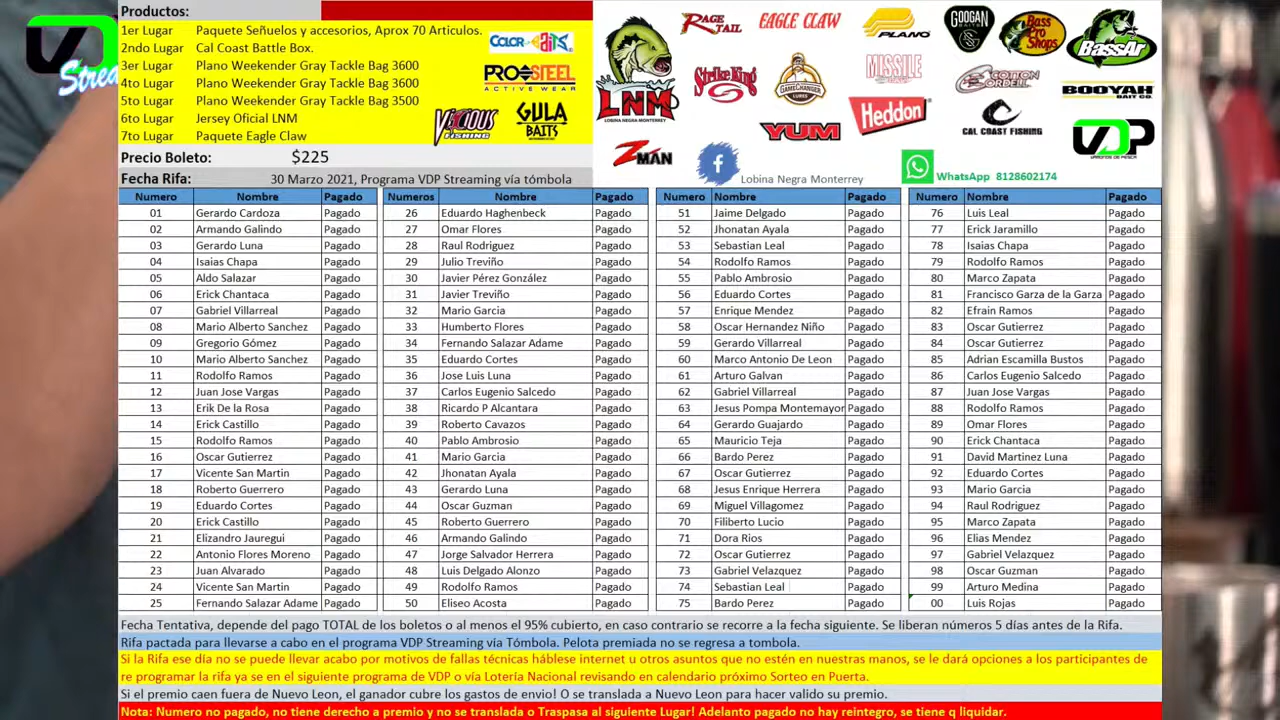 VDP
Strea
Productos:
1er Lugar Paquete Señuelos y accesorios, Aprox 70 Articulos.
2ndo Lugar Cal Coast Battle Box.
3er Lugar Plano Weekender Gray Tackle Bag 3600
4to Lugar Plano Weekender Gray Tackle Bag 3600
5to Lugar Plano Weekender Gray Tackle Bag 3500
6to Lugar Jersey Oficial LNM
7to Lugar Paquete Eagle Claw
COLOR BAITS
PRO STEEL
ACTIVE WEAR
VICIOUS
FISHING
GULA
BAITS
LNM
LOBINA NEGRA MONTERREY
RAGE TAIL
EAGLE CLAW
PLANO
GOOGAN
BAITS
Bass Pro Shops
BassAr
STRIKE KING
GAMECHANGER
LURES
MISSILE
COTTON CORDELL
BOOYAH
BAIT CO.
Heddon
YUM
CAL COAST FISHING
VDP
VARONES DE PESCA
ZMAN
Precio Boleto: $225
Fecha Rifa: 30 Marzo 2021, Programa VDP Streaming vía tómbola
Lobina Negra Monterrey
WhatsApp 8128602174
Numero Nombre Pagado Numeros Nombre Pagado Numero Nombre Pagado Numero Nombre Pagado
01 Gerardo Cardoza Pagado 26 Eduardo Haghenbeck Pagado 51 Jaime Delgado Pagado 76 Luis Leal Pagado
02 Armando Galindo Pagado 27 Omar Flores Pagado 52 Jhonatan Ayala Pagado 77 Erick Jaramillo Pagado
03 Gerardo Luna Pagado 28 Raul Rodriguez Pagado 53 Sebastian Leal Pagado 78 Isaias Chapa Pagado
04 Isaias Chapa Pagado 29 Julio Treviño Pagado 54 Rodolfo Ramos Pagado 79 Rodolfo Ramos Pagado
05 Aldo Salazar Pagado 30 Javier Pérez González Pagado 55 Pablo Ambrosio Pagado 80 Marco Zapata Pagado
06 Erick Chantaca Pagado 31 Javier Treviño Pagado 56 Eduardo Cortes Pagado 81 Francisco Garza de la Garza Pagado
07 Gabriel Villarreal Pagado 32 Mario Garcia Pagado 57 Enrique Mendez Pagado 82 Efrain Ramos Pagado
08 Mario Alberto Sanchez Pagado 33 Humberto Flores Pagado 58 Oscar Hernandez Niño Pagado 83 Oscar Gutierrez Pagado
09 Gregorio Gómez Pagado 34 Fernando Salazar Adame Pagado 59 Gerardo Villarreal Pagado 84 Oscar Gutierrez Pagado
10 Mario Alberto Sanchez Pagado 35 Eduardo Cortes Pagado 60 Marco Antonio De Leon Pagado 85 Adrian Escamilla Bustos Pagado
11 Rodolfo Ramos Pagado 36 Jose Luis Luna Pagado 61 Arturo Galvan Pagado 86 Carlos Eugenio Salcedo Pagado
12 Juan Jose Vargas Pagado 37 Carlos Eugenio Salcedo Pagado 62 Gabriel Villarreal Pagado 87 Juan Jose Vargas Pagado
13 Erik De la Rosa Pagado 38 Ricardo P Alcantara Pagado 63 Jesus Pompa Montemayor Pagado 88 Rodolfo Ramos Pagado
14 Erick Castillo Pagado 39 Roberto Cavazos Pagado 64 Gerardo Guajardo Pagado 89 Omar Flores Pagado
15 Rodolfo Ramos Pagado 40 Pablo Ambrosio Pagado 65 Mauricio Teja Pagado 90 Erick Chantaca Pagado
16 Oscar Gutierrez Pagado 41 Mario Garcia Pagado 66 Bardo Perez Pagado 91 David Martinez Luna Pagado
17 Vicente San Martin Pagado 42 Jhonatan Ayala Pagado 67 Oscar Gutierrez Pagado 92 Eduardo Cortes Pagado
18 Roberto Guerrero Pagado 43 Gerardo Luna Pagado 68 Jesus Enrique Herrera Pagado 93 Mario Garcia Pagado
19 Eduardo Cortes Pagado 44 Oscar Guzman Pagado 69 Miguel Villagomez Pagado 94 Raul Rodriguez Pagado
20 Erick Castillo Pagado 45 Roberto Guerrero Pagado 70 Filiberto Lucio Pagado 95 Marco Zapata Pagado
21 Elizandro Jauregui Pagado 46 Armando Galindo Pagado 71 Dora Rios Pagado 96 Elias Mendez Pagado
22 Antonio Flores Moreno Pagado 47 Jorge Salvador Herrera Pagado 72 Oscar Gutierrez Pagado 97 Gabriel Velazquez Pagado
23 Juan Alvarado Pagado 48 Luis Delgado Alonzo Pagado 73 Gabriel Velazquez Pagado 98 Oscar Guzman Pagado
24 Vicente San Martin Pagado 49 Rodolfo Ramos Pagado 74 Sebastian Leal Pagado 99 Arturo Medina Pagado
25 Fernando Salazar Adame Pagado 50 Eliseo Acosta Pagado 75 Bardo Perez Pagado 00 Luis Rojas Pagado
Fecha Tentativa, depende del pago TOTAL de los boletos o al menos el 95% cubierto, en caso contrario se recorre a la fecha siguiente. Se liberan números 5 días antes de la Rifa.
Rifa pactada para llevarse a cabo en el programa VDP Streaming vía Tómbola. Pelota premiada no se regresa a tombola.
Si la Rifa ese día no se puede llevar acabo por motivos de fallas técnicas háblese internet u otros asuntos que no estén en nuestras manos, se le dará opciones a los participantes de
re programar la rifa ya se en el siguiente programa de VDP o vía Lotería Nacional revisando en calendario próximo Sorteo en Puerta.
Si el premio caen fuera de Nuevo Leon, el ganador cubre los gastos de envio! O se translada a Nuevo Leon para hacer valido su premio.
Nota: Numero no pagado, no tiene derecho a premio y no se translada o Traspasa al siguiente Lugar! Adelanto pagado no hay reintegro, se tiene q liquidar.